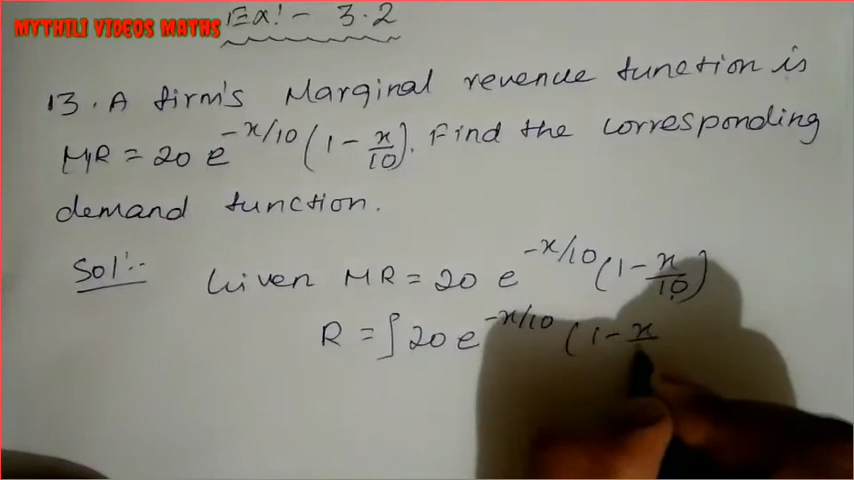 MYTHILI VIDEOS MATHS
Ex:- 3.2
13. A firm's Marginal revenue function is
MR = 20 e^{-x/10} (1 - x/10). Find the corresponding
demand function.
Sol:- Given MR = 20 e^{-x/10} (1 - x/10)
R = ∫ 20 e^{-x/10} (1 - x